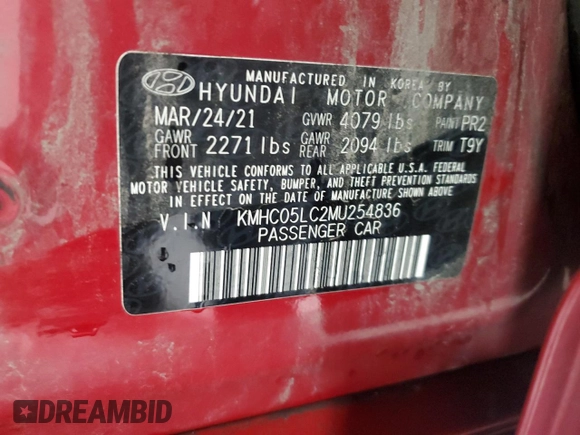 MANUFACTURED IN KOREA BY
HYUNDAI MOTOR COMPANY
MAR/24/21 GVWR 4079 lbs PAINT PR2
GAWR FRONT 2271 lbs GAWR REAR 2094 lbs TRIM T9Y
THIS VEHICLE CONFORMS TO ALL APPLICABLE U.S.A. FEDERAL
MOTOR VEHICLE SAFETY, BUMPER, AND THEFT PREVENTION STANDARDS
IN EFFECT ON THE DATE OF MANUFACTURE SHOWN ABOVE.
V.I.N KMHC05LC2MU254836
PASSENGER CAR
DREAMBID